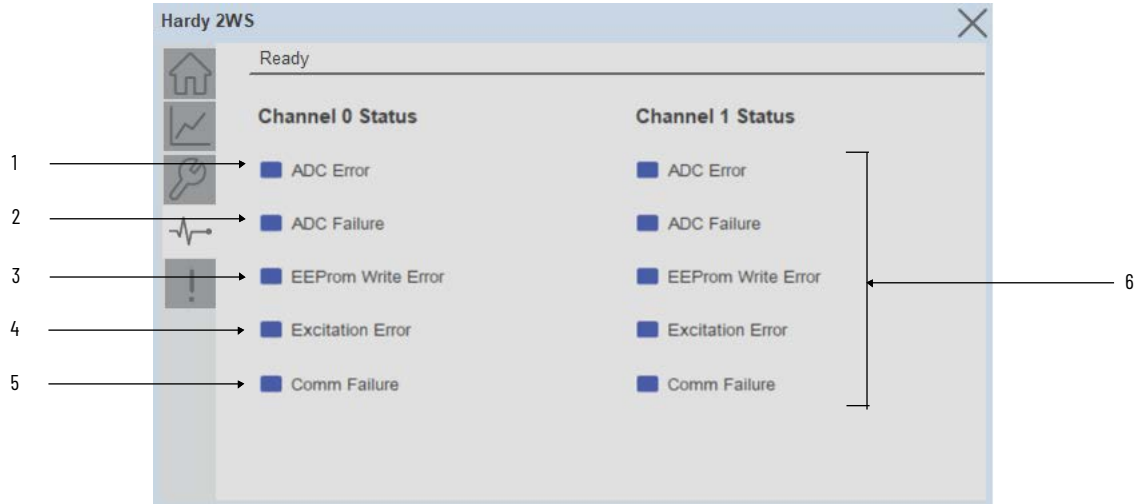 Hardy 2WS
Ready
Channel 0 Status
Channel 1 Status
1
ADC Error
ADC Error
2
ADC Failure
ADC Failure
3
EEProm Write Error
EEProm Write Error
6
4
Excitation Error
Excitation Error
5
Comm Failure
Comm Failure